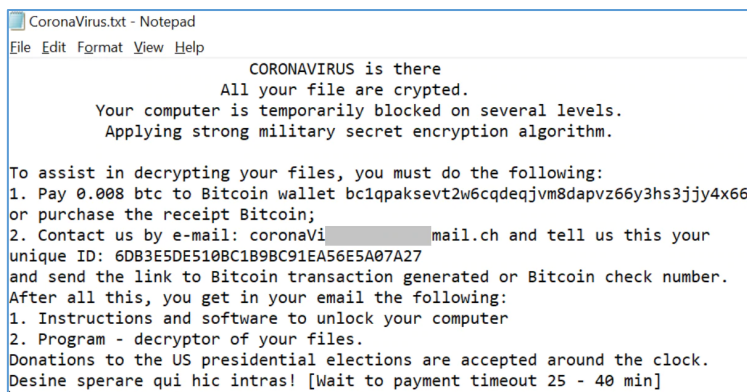 CoronaVirus.txt - Notepad
File Edit Format View Help
CORONAVIRUS is there
All your file are crypted.
Your computer is temporarily blocked on several levels.
Applying strong military secret encryption algorithm.
To assist in decrypting your files, you must do the following:
1. Pay 0.008 btc to Bitcoin wallet bc1qpaksevt2w6cqdeqjvm8dapvz66y3hs3jjy4x66
or purchase the receipt Bitcoin;
2. Contact us by e-mail: coronaVi mail.ch and tell us this your
unique ID: 6DB3E5DE510BC1B9BC91EA56E5A07A27
and send the link to Bitcoin transaction generated or Bitcoin check number.
After all this, you get in your email the following:
1. Instructions and software to unlock your computer
2. Program - decryptor of your files.
Donations to the US presidential elections are accepted around the clock.
Desine sperare qui hic intras! [Wait to payment timeout 25 - 40 min]